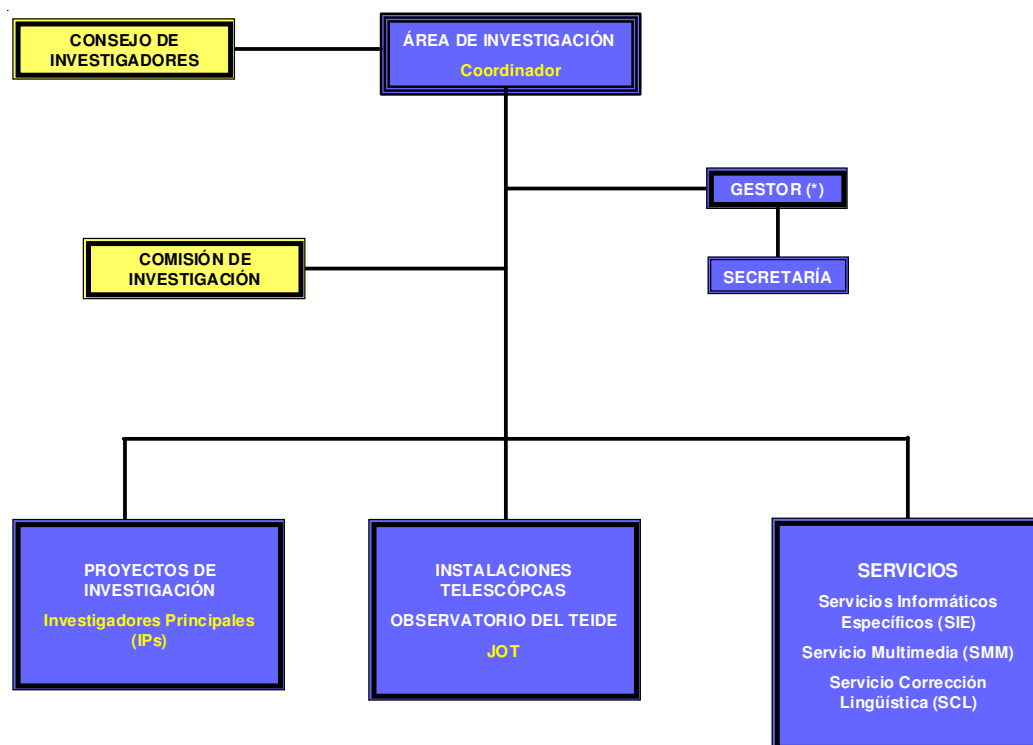 CONSEJO DE
INVESTIGADORES
ÁREA DE INVESTIGACIÓN
Coordinador
GESTOR (*)
COMISIÓN DE
INVESTIGACIÓN
SECRETARÍA
PROYECTOS DE
INVESTIGACIÓN
Investigadores Principales
(IPs)
INSTALACIONES
TELESCÓPCAS
OBSERVATORIO DEL TEIDE
JOT
SERVICIOS
Servicios Informáticos
Específicos (SIE)
Servicio Multimedia (SMM)
Servicio Corrección
Lingüística (SCL)